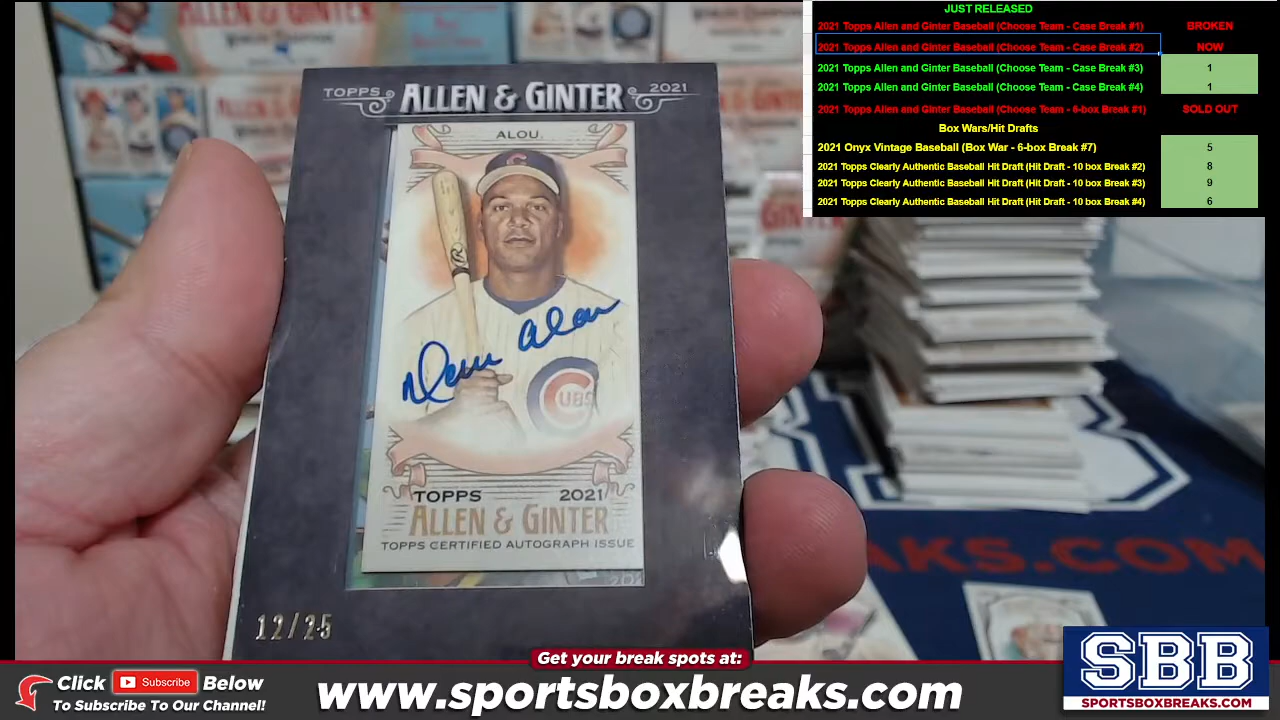 JUST RELEASED
2021 Topps Allen and Ginter Baseball (Choose Team - Case Break #1) BROKEN
2021 Topps Allen and Ginter Baseball (Choose Team - Case Break #2) NOW
2021 Topps Allen and Ginter Baseball (Choose Team - Case Break #3) 1
2021 Topps Allen and Ginter Baseball (Choose Team - Case Break #4) 1
2021 Topps Allen and Ginter Baseball (Choose Team - 6-box Break #1) SOLD OUT
Box Wars/Hit Drafts
2021 Onyx Vintage Baseball (Box War - 6-box Break #7) 5
2021 Topps Clearly Authentic Baseball Hit Draft (Hit Draft - 10 box Break #2) 8
2021 Topps Clearly Authentic Baseball Hit Draft (Hit Draft - 10 box Break #3) 9
2021 Topps Clearly Authentic Baseball Hit Draft (Hit Draft - 10 box Break #4) 6
TOPPS ALLEN & GINTER 2021
ALOU.
C
Alou
CUBS
TOPPS 2021
ALLEN & GINTER
TOPPS CERTIFIED AUTOGRAPH ISSUE
12/25
AKS.COM
Get your break spots at:
Click Subscribe Below
To Subscribe To Our Channel!
www.sportsboxbreaks.com
SBB
SPORTSBOXBREAKS.COM